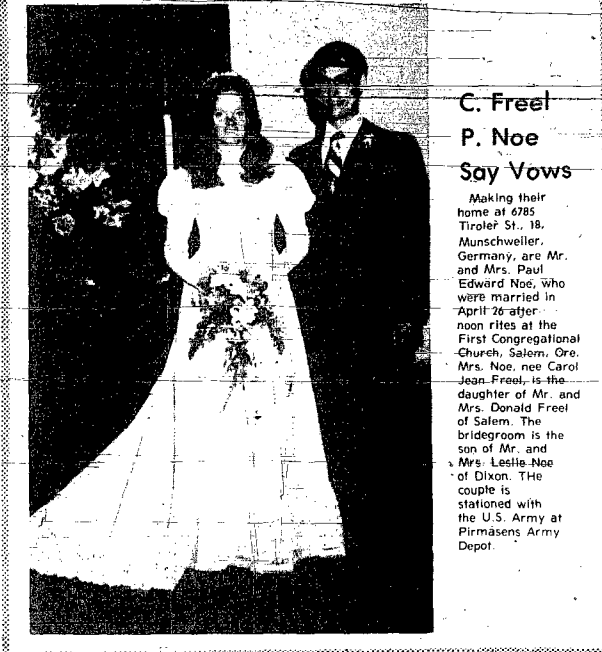 C. Freel
P. Noe
Say Vows
Making their
home at 6785
Tiroler St., 18,
Munschweiler,
Germany, are Mr.
and Mrs. Paul
Edward Noe, who
were married in
April 26 after
noon rites at the
First Congregational
Church, Salem, Ore.
Mrs. Noe, nee Carol
Jean Freel, is the
daughter of Mr. and
Mrs. Donald Freel
of Salem. The
bridegroom is the
son of Mr. and
Mrs. Leslie Noe
of Dixon. THe
couple is
stationed with
the U.S. Army at
Pirmasens Army
Depot.